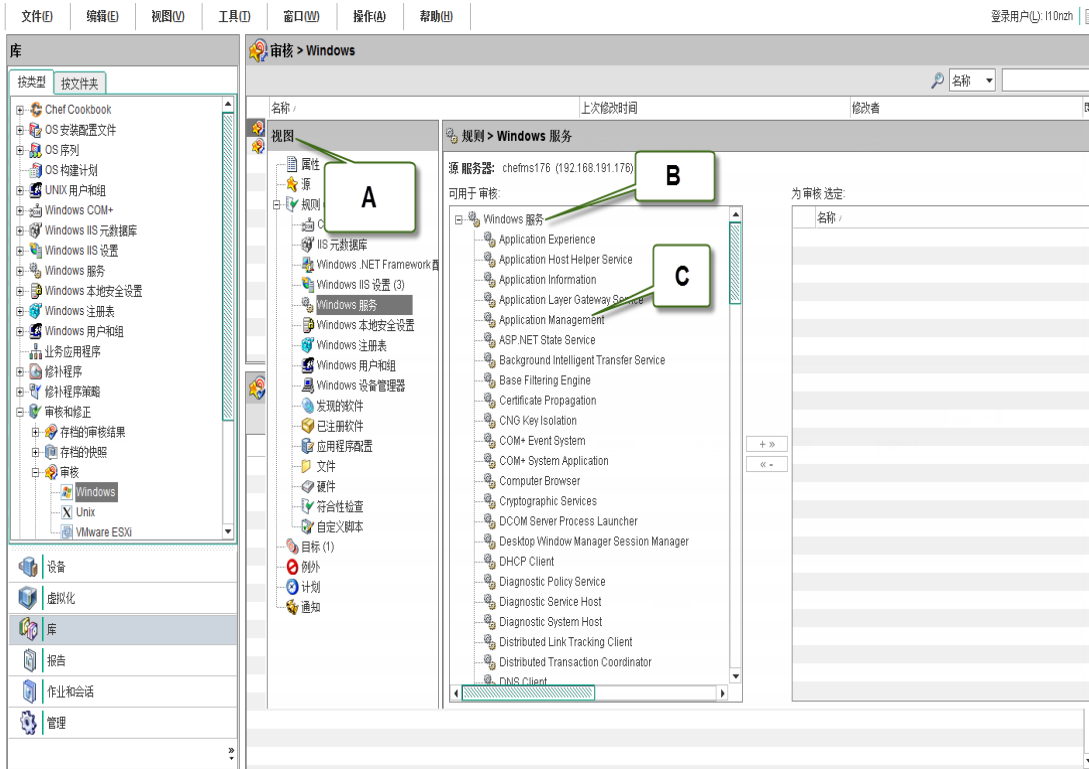 文件(F) 编辑(E) 视图(V) 工具(T) 窗口(W) 操作(A) 帮助(H) 登录用户(L): l10nzh
库
按类型 按文件夹
Chef Cookbook
OS 安装配置文件
OS 序列
OS 构建计划
UNIX 用户和组
Windows COM+
Windows IIS 元数据库
Windows IIS 设置
Windows 服务
Windows 本地安全设置
Windows 注册表
Windows 用户和组
业务应用程序
修补程序
修补程序策略
审核和修正
存档的审核结果
存档的快照
审核
Windows
Unix
VMware ESXi
设备
虚拟化
库
报告
作业和会话
管理
»
审核 > Windows
名称
名称 / 上次修改时间 修改者
视图
属性
源
规则
IIS 元数据库
Windows .NET Framework
Windows IIS 设置 (3)
Windows 服务
Windows 本地安全设置
Windows 注册表
Windows 用户和组
Windows 设备管理器
发现的软件
已注册软件
应用程序配置
文件
硬件
符合性检查
自定义脚本
目标 (1)
例外
计划
通知
A
规则 > Windows 服务
源 服务器: chefms176 (192.168.191.176)
B
可用于 审核:
Windows 服务
Application Experience
Application Host Helper Service
Application Information
Application Layer Gateway Service
Application Management
ASP.NET State Service
Background Intelligent Transfer Service
Base Filtering Engine
Certificate Propagation
CNG Key Isolation
COM+ Event System
COM+ System Application
Computer Browser
Cryptographic Services
DCOM Server Process Launcher
Desktop Window Manager Session Manager
DHCP Client
Diagnostic Policy Service
Diagnostic Service Host
Diagnostic System Host
Distributed Link Tracking Client
Distributed Transaction Coordinator
DNS Client
C
+ »
« -
为 审核 选定:
名称 /